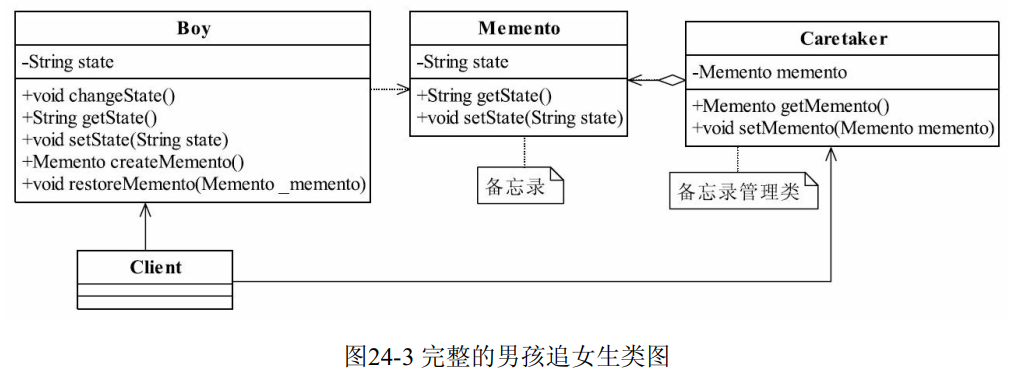 Boy
-String state
+void changeState()
+String getState()
+void setState(String state)
+Memento createMemento()
+void restoreMemento(Memento _memento)
Memento
-String state
+String getState()
+void setState(String state)
备忘录
Caretaker
-Memento memento
+Memento getMemento()
+void setMemento(Memento memento)
备忘录管理类
Client
图24-3 完整的男孩追女生类图